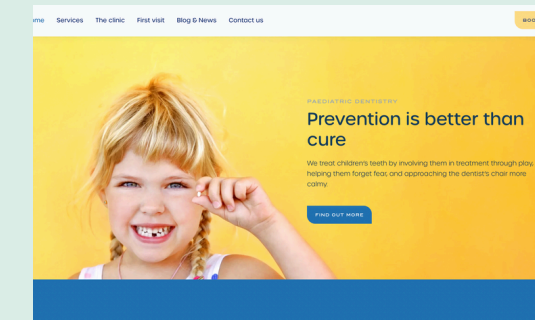 Services The clinic First visit Blog & News Contact us
PAEDIATRIC DENTISTRY
Prevention is better than
cure
We treat children's teeth by involving them in treatment through play,
helping them forget fear, and approaching the dentist's chair more
calmly.
FIND OUT MORE